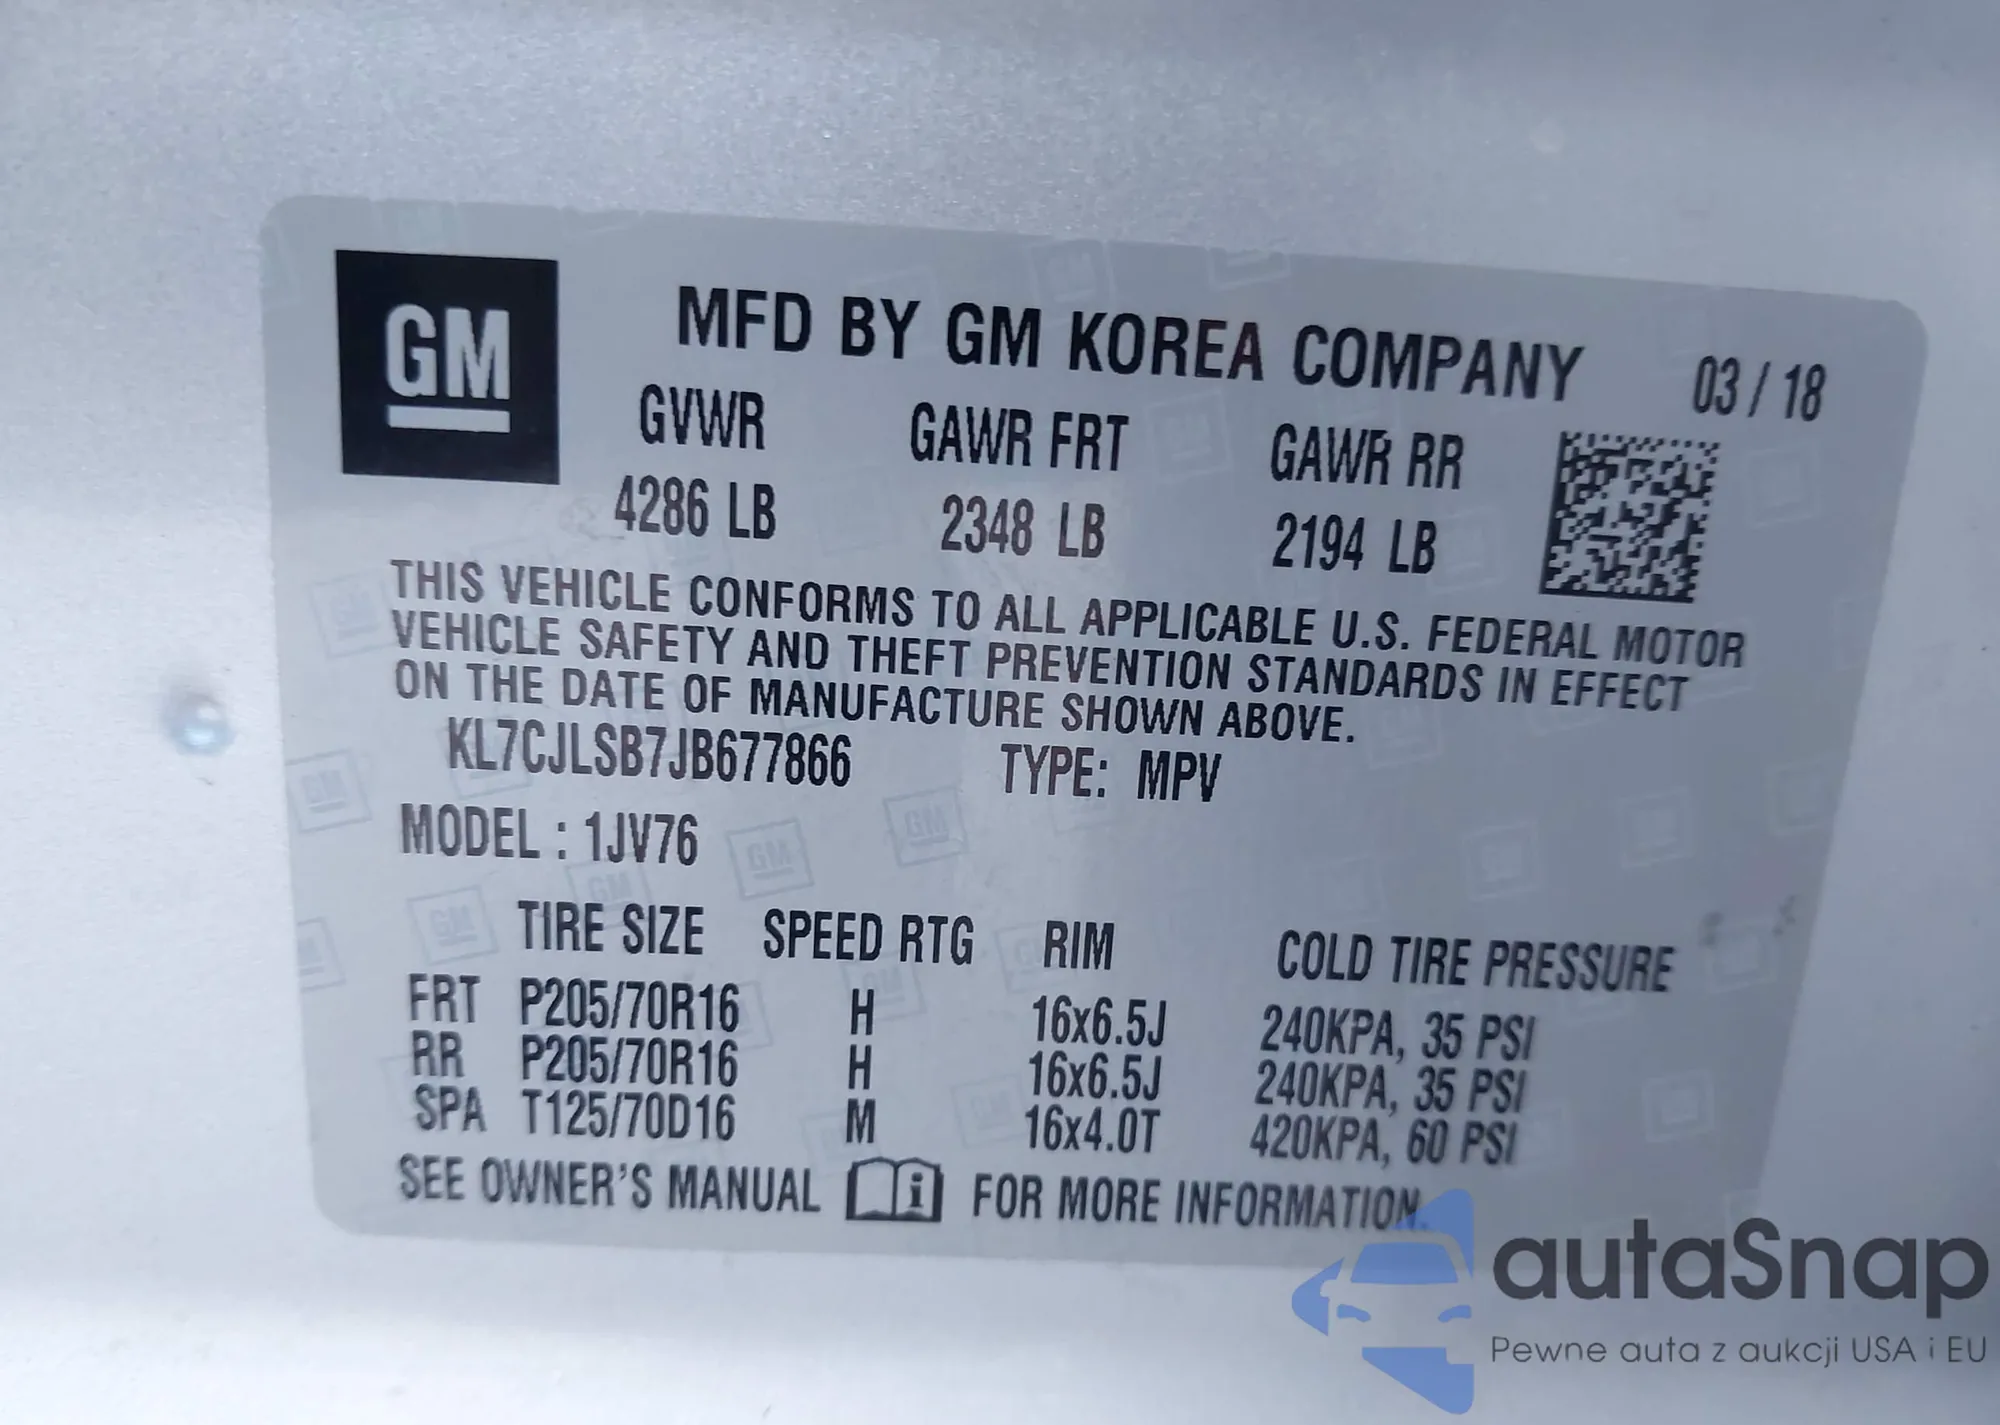 GM
MFD BY GM KOREA COMPANY 03 / 18
GVWR GAWR FRT GAWR RR
4286 LB 2348 LB 2194 LB
THIS VEHICLE CONFORMS TO ALL APPLICABLE U.S. FEDERAL MOTOR
VEHICLE SAFETY AND THEFT PREVENTION STANDARDS IN EFFECT
ON THE DATE OF MANUFACTURE SHOWN ABOVE.
KL7CJLSB7JB677866 TYPE: MPV
MODEL : 1JV76
TIRE SIZE SPEED RTG RIM COLD TIRE PRESSURE
FRT P205/70R16 H 16x6.5J 240KPA, 35 PSI
RR P205/70R16 H 16x6.5J 240KPA, 35 PSI
SPA T125/70D16 M 16x4.0T 420KPA, 60 PSI
SEE OWNER'S MANUAL i FOR MORE INFORMATION.
autaSnap
Pewne auta z aukcji USA i EU